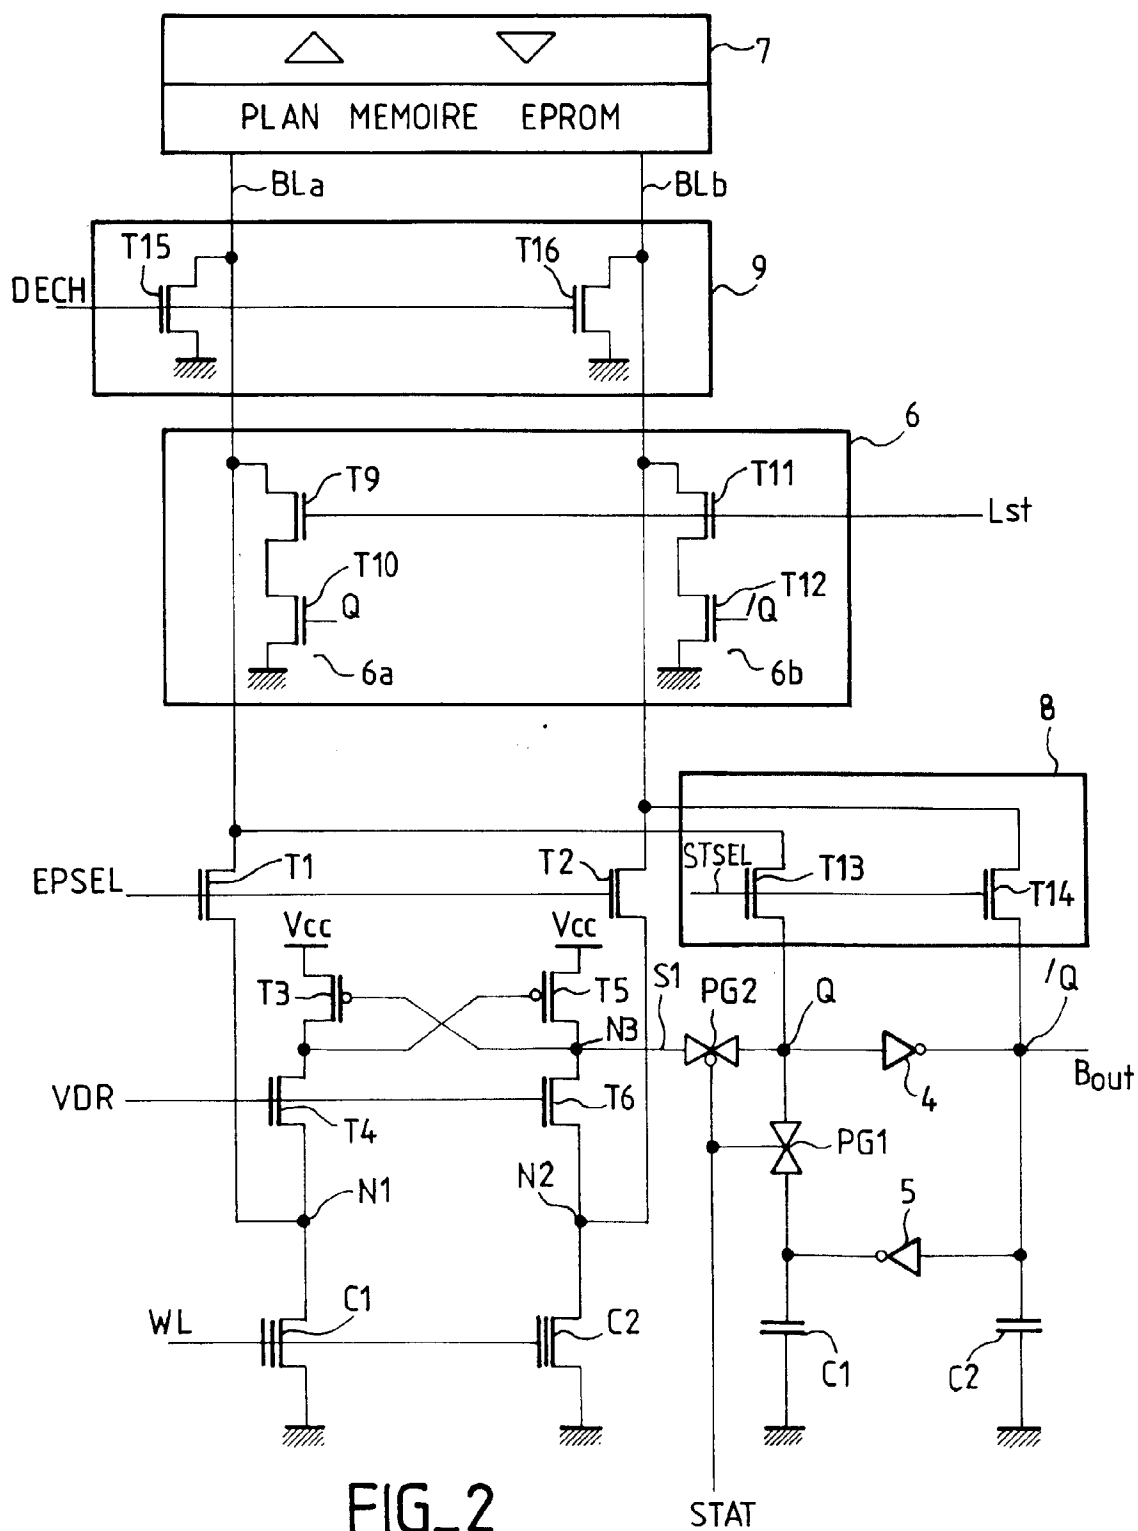 7
PLAN MEMOIRE EPROM
BLa
BLb
T15
T16
9
DECH
6
T9
T11
Lst
T10
Q
T12
/Q
6a
6b
8
EPSEL
T1
T2
STSEL
T13
T14
Vcc
Vcc
T3
T5
S1
PG2
Q
/Q
N3
4
Bout
VDR
T4
T6
PG1
N1
N2
5
WL
C1
C2
C1
C2
FIG_2
STAT